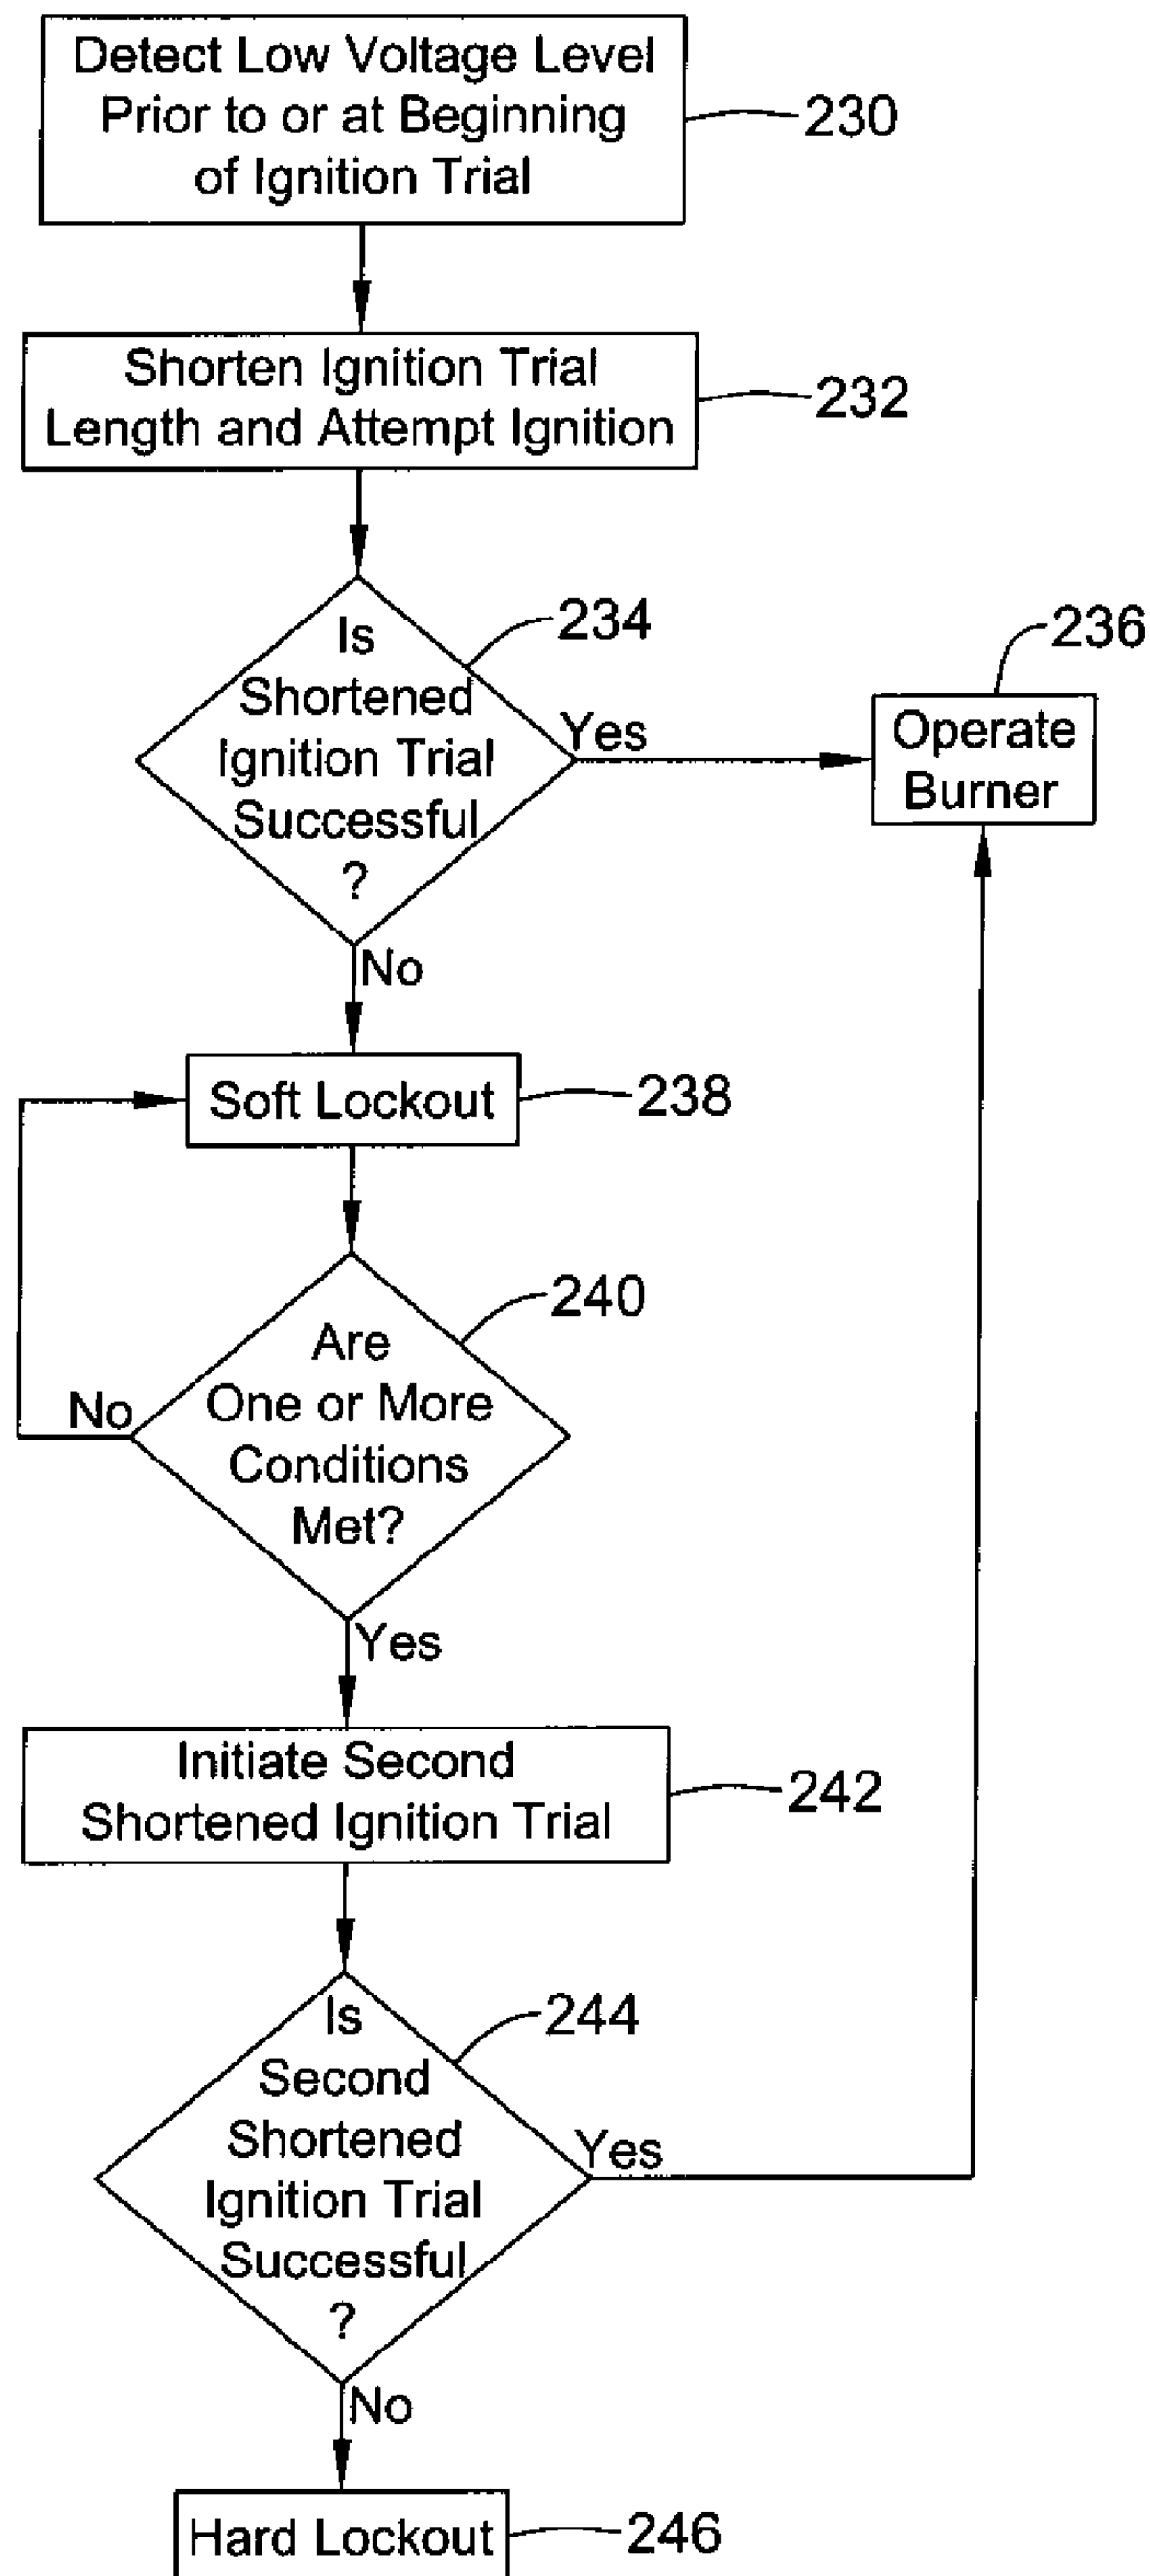 Detect Low Voltage Level
Prior to or at Beginning
of Ignition Trial
230
Shorten Ignition Trial
Length and Attempt Ignition
232
Is
Shortened
Ignition Trial
Successful
?
234
Yes
236
Operate
Burner
No
Soft Lockout
238
Are
One or More
Conditions
Met?
240
No
Yes
Initiate Second
Shortened Ignition Trial
242
Is
Second
Shortened
Ignition Trial
Successful
?
244
Yes
No
Hard Lockout
246